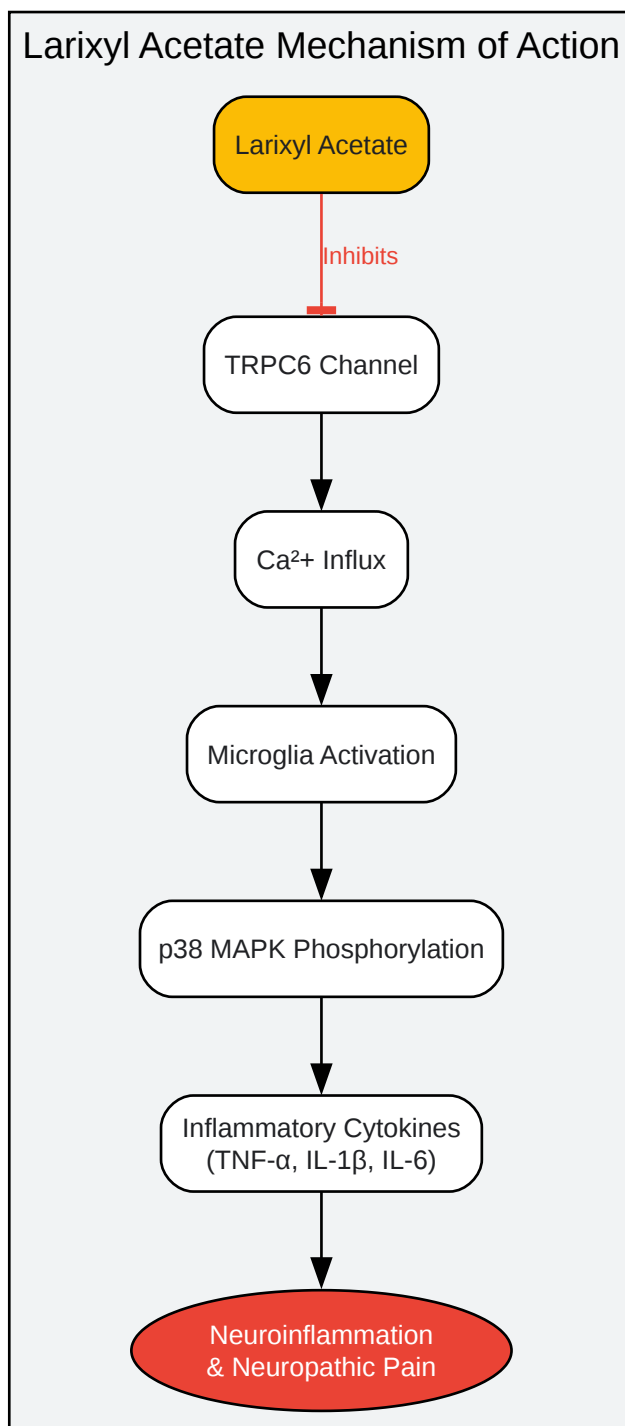 Larixyl Acetate Mechanism of Action
Larixyl Acetate
Inhibits
TRPC6 Channel
Ca²+ Influx
Microglia Activation
p38 MAPK Phosphorylation
Inflammatory Cytokines
(TNF-α, IL-1β, IL-6)
Neuroinflammation
& Neuropathic Pain